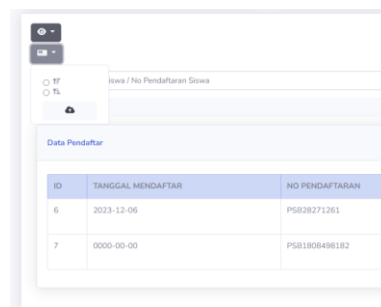 iswa / No Pendaftaran Siswa
Data Pendaftar
ID TANGGAL MENDAFTAR NO PENDAFTARAN
6 2023-12-06 PSB28271261
7 0000-00-00 PSB1808498182